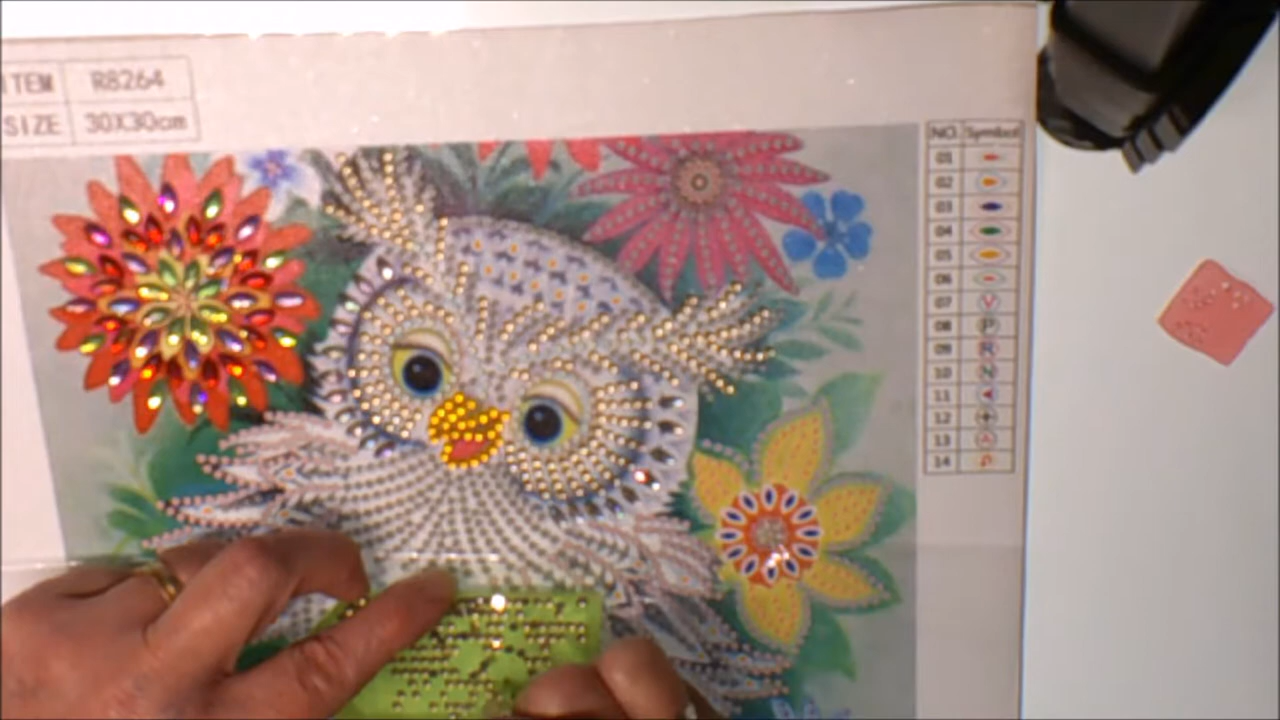 ITEM R8264
SIZE 30X30cm
NO. Symbol
01
02
03
04
05
06
07 V
08 P
09 R
10 N
11
12
13 A
14